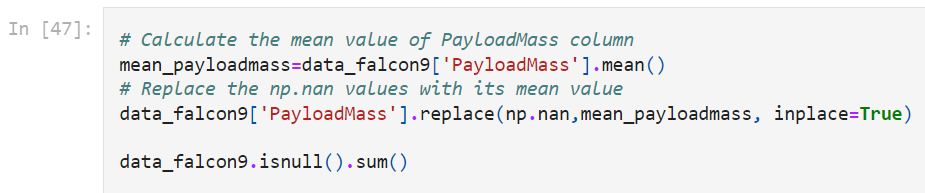 In [47]:
# Calculate the mean value of PayloadMass column
mean_payloadmass=data_falcon9['PayloadMass'].mean()
# Replace the np.nan values with its mean value
data_falcon9['PayloadMass'].replace(np.nan,mean_payloadmass, inplace=True)
data_falcon9.isnull().sum()